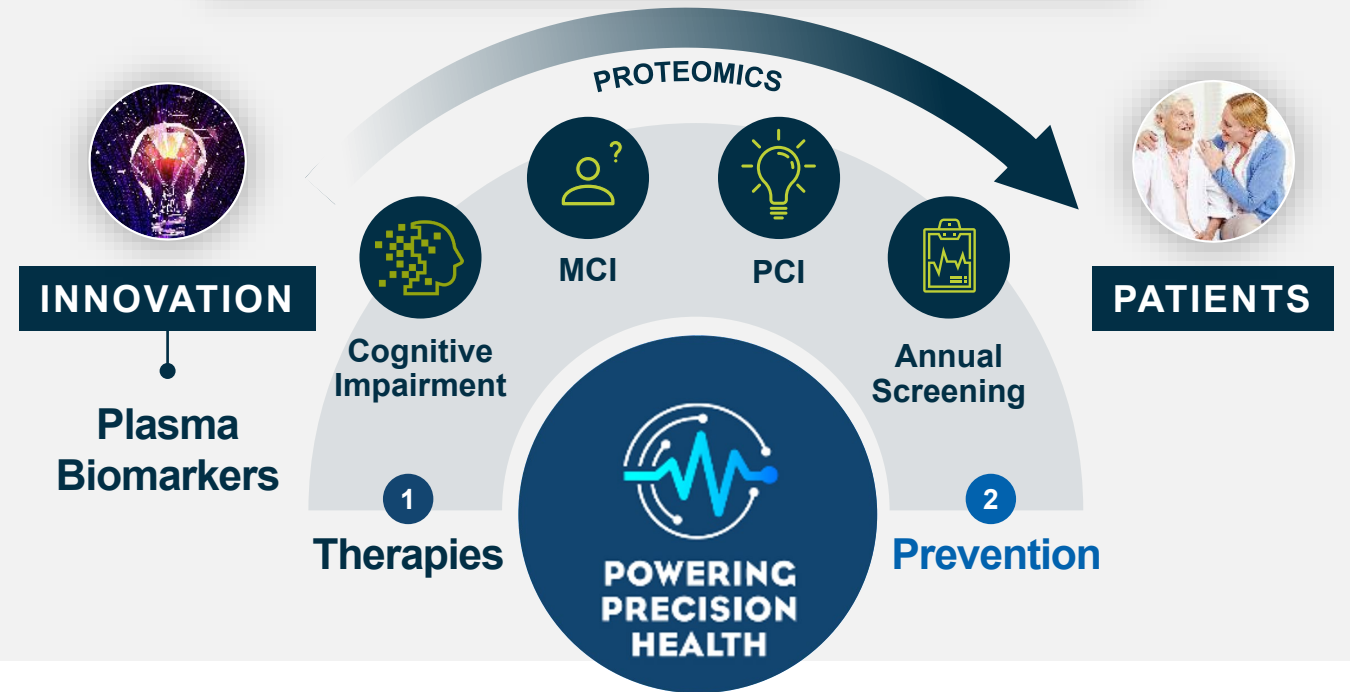 PROTEOMICS
?
MCI
PCI
INNOVATION
PATIENTS
Cognitive
Impairment
Annual
Screening
Plasma
Biomarkers
1
2
Therapies
Prevention
POWERING
PRECISION
HEALTH